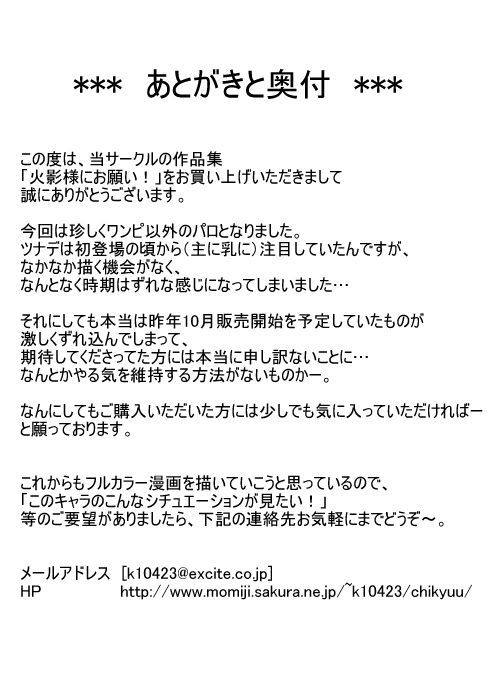 *** あとがきと奥付 ***
この度は、当サークルの作品集
「火影様にお願い！」をお買い上げいただきまして
誠にありがとうございます。
今回は珍しくワンピ以外のパロとなりました。
ツナデは初登場の頃から（主に乳に）注目していたんですが、
なかなか描く機会がなく、
なんとなく時期はずれな感じになってしまいました…
それにしても本当は昨年10月販売開始を予定していたものが
激しくずれ込んでしまって、
期待してくださってた方には本当に申し訳ないことに…
なんとかやる気を維持する方法がないものかー。
なんにしてもご購入いただいた方には少しでも気に入っていただければー
と願っております。
これからもフルカラー漫画を描いていこうと思っているので、
「このキャラのこんなシチュエーションが見たい！」
等のご要望がありましたら、下記の連絡先お気軽にまでどうぞ～。
メールアドレス [k10423@excite.co.jp]
HP http://www.momiji.sakura.ne.jp/~k10423/chikyuu/